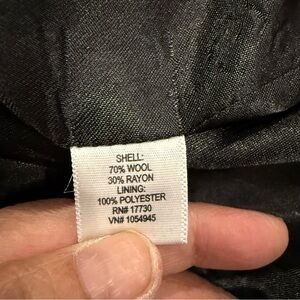 SHELL:
70% WOOL
30% RAYON
LINING:
100% POLYESTER
RN# 17730
VN# 1054945